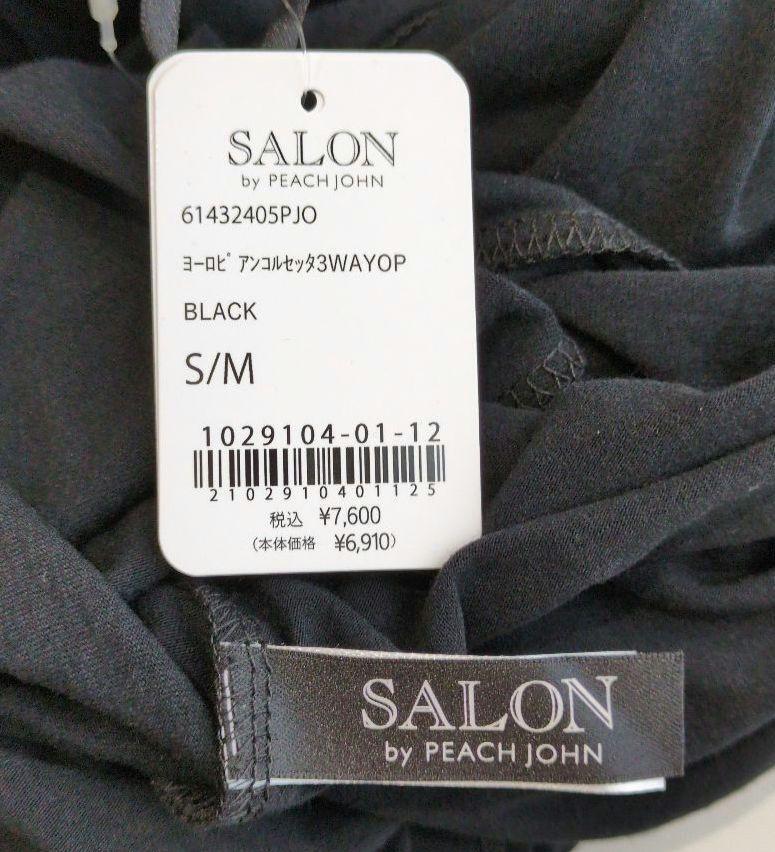 SALON
by PEACH JOHN
61432405PJO
ﾖｰﾛﾋﾟｱﾝｺﾙｾｯﾀ3WAYOP
BLACK
S/M
1029104-01-12
2102910401125
税込 ¥7,600
(本体価格 ¥6,910)
SALON
by PEACH JOHN